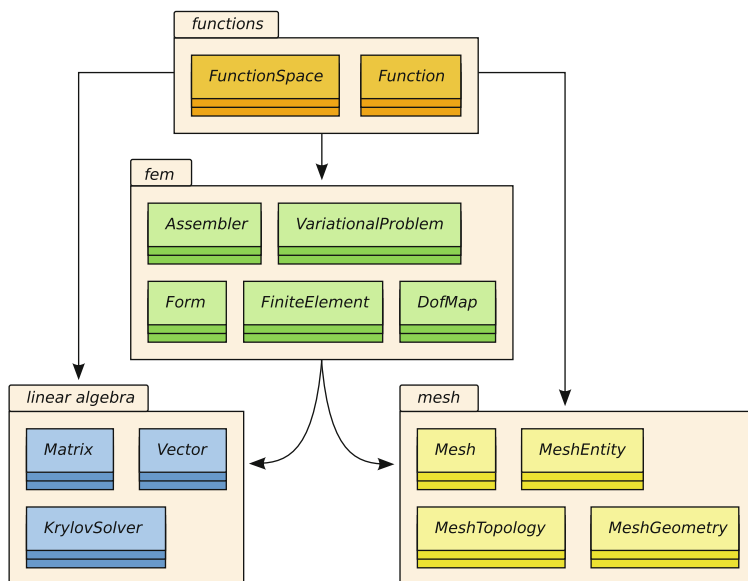 functions
FunctionSpace
Function
fem
Assembler
VariationalProblem
Form
FiniteElement
DofMap
linear algebra
Matrix
Vector
KrylovSolver
mesh
Mesh
MeshEntity
MeshTopology
MeshGeometry